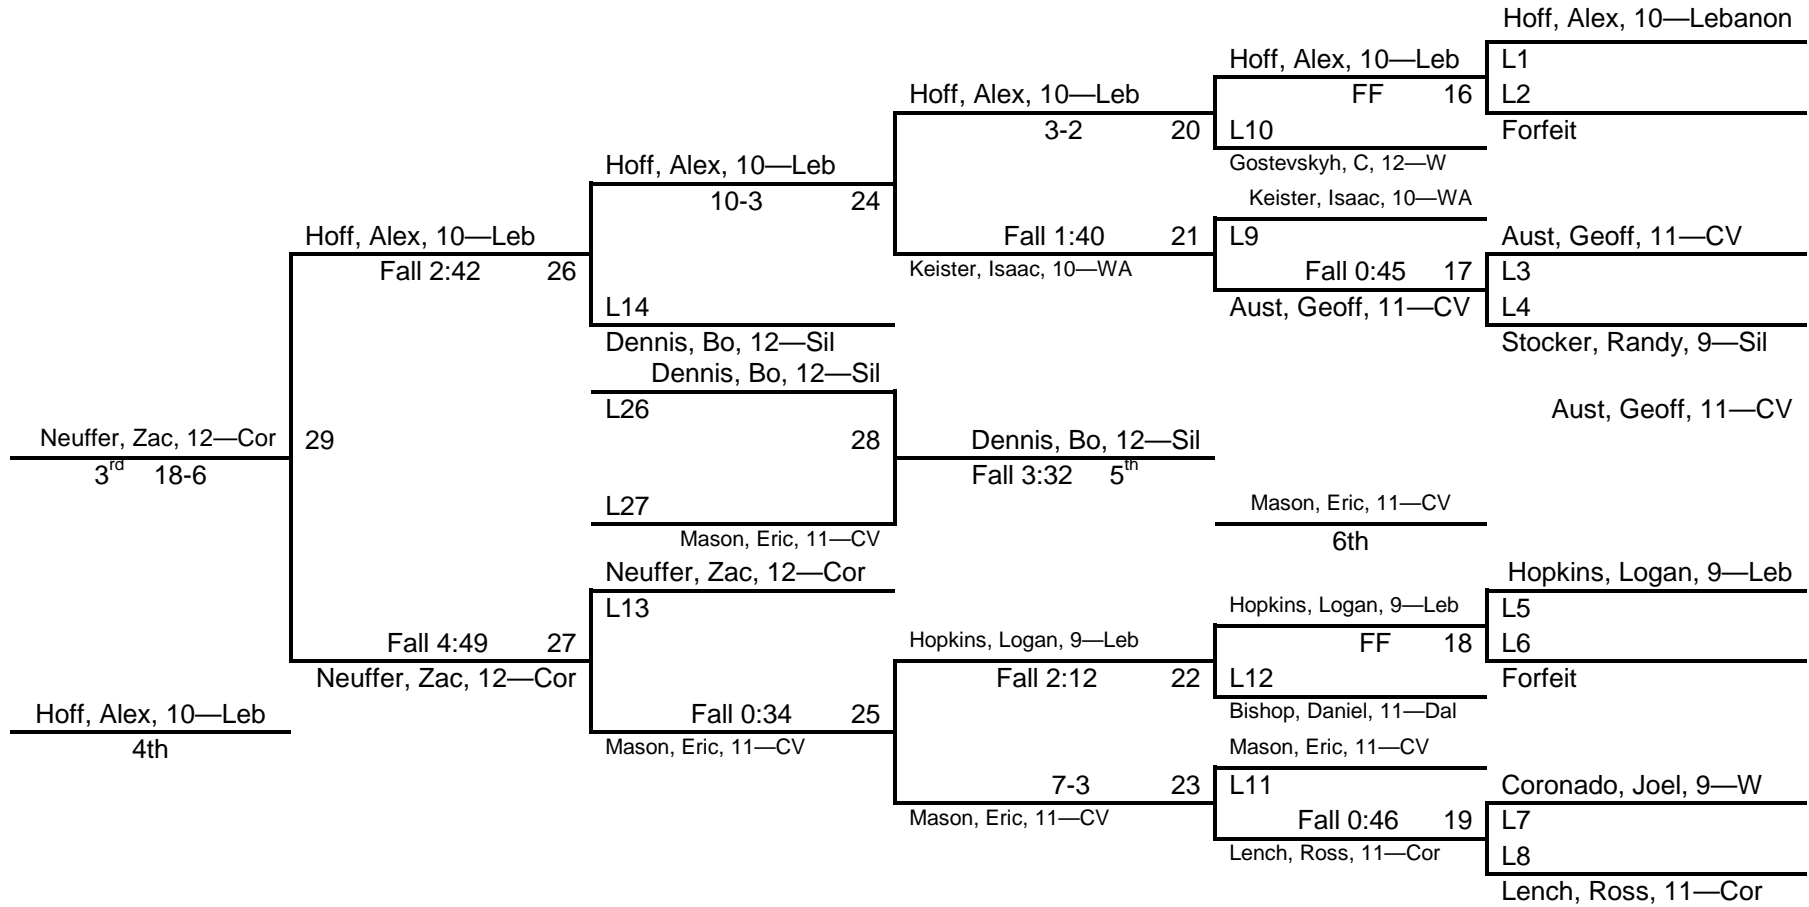 Hoff, Alex, 10—Lebanon
Hoff, Alex, 10—Leb
L1
FF 16
L2
Hoff, Alex, 10—Leb
3-2 20
L10
Forfeit
Gostevskyh, C, 12—W
Hoff, Alex, 10—Leb
10-3 24
Keister, Isaac, 10—WA
Hoff, Alex, 10—Leb
Fall 2:42 26
Fall 1:40 21
L9
Aust, Geoff, 11—CV
Keister, Isaac, 10—WA
Fall 0:45 17
L3
L14
Aust, Geoff, 11—CV
L4
Dennis, Bo, 12—Sil
Stocker, Randy, 9—Sil
Dennis, Bo, 12—Sil
L26
Aust, Geoff, 11—CV
Neuffer, Zac, 12—Cor
29
28
Dennis, Bo, 12—Sil
3rd 18-6
Fall 3:32 5th
L27
Mason, Eric, 11—CV
Mason, Eric, 11—CV
6th
Neuffer, Zac, 12—Cor
Hopkins, Logan, 9—Leb
L13
Hopkins, Logan, 9—Leb
L5
Fall 4:49 27
Hopkins, Logan, 9—Leb
FF 18
L6
Neuffer, Zac, 12—Cor
Fall 2:12 22
L12
Forfeit
Hoff, Alex, 10—Leb
Fall 0:34 25
Bishop, Daniel, 11—Dal
4th
Mason, Eric, 11—CV
Mason, Eric, 11—CV
7-3 23
L11
Coronado, Joel, 9—W
Mason, Eric, 11—CV
Fall 0:46 19
L7
Lench, Ross, 11—Cor
L8
Lench, Ross, 11—Cor